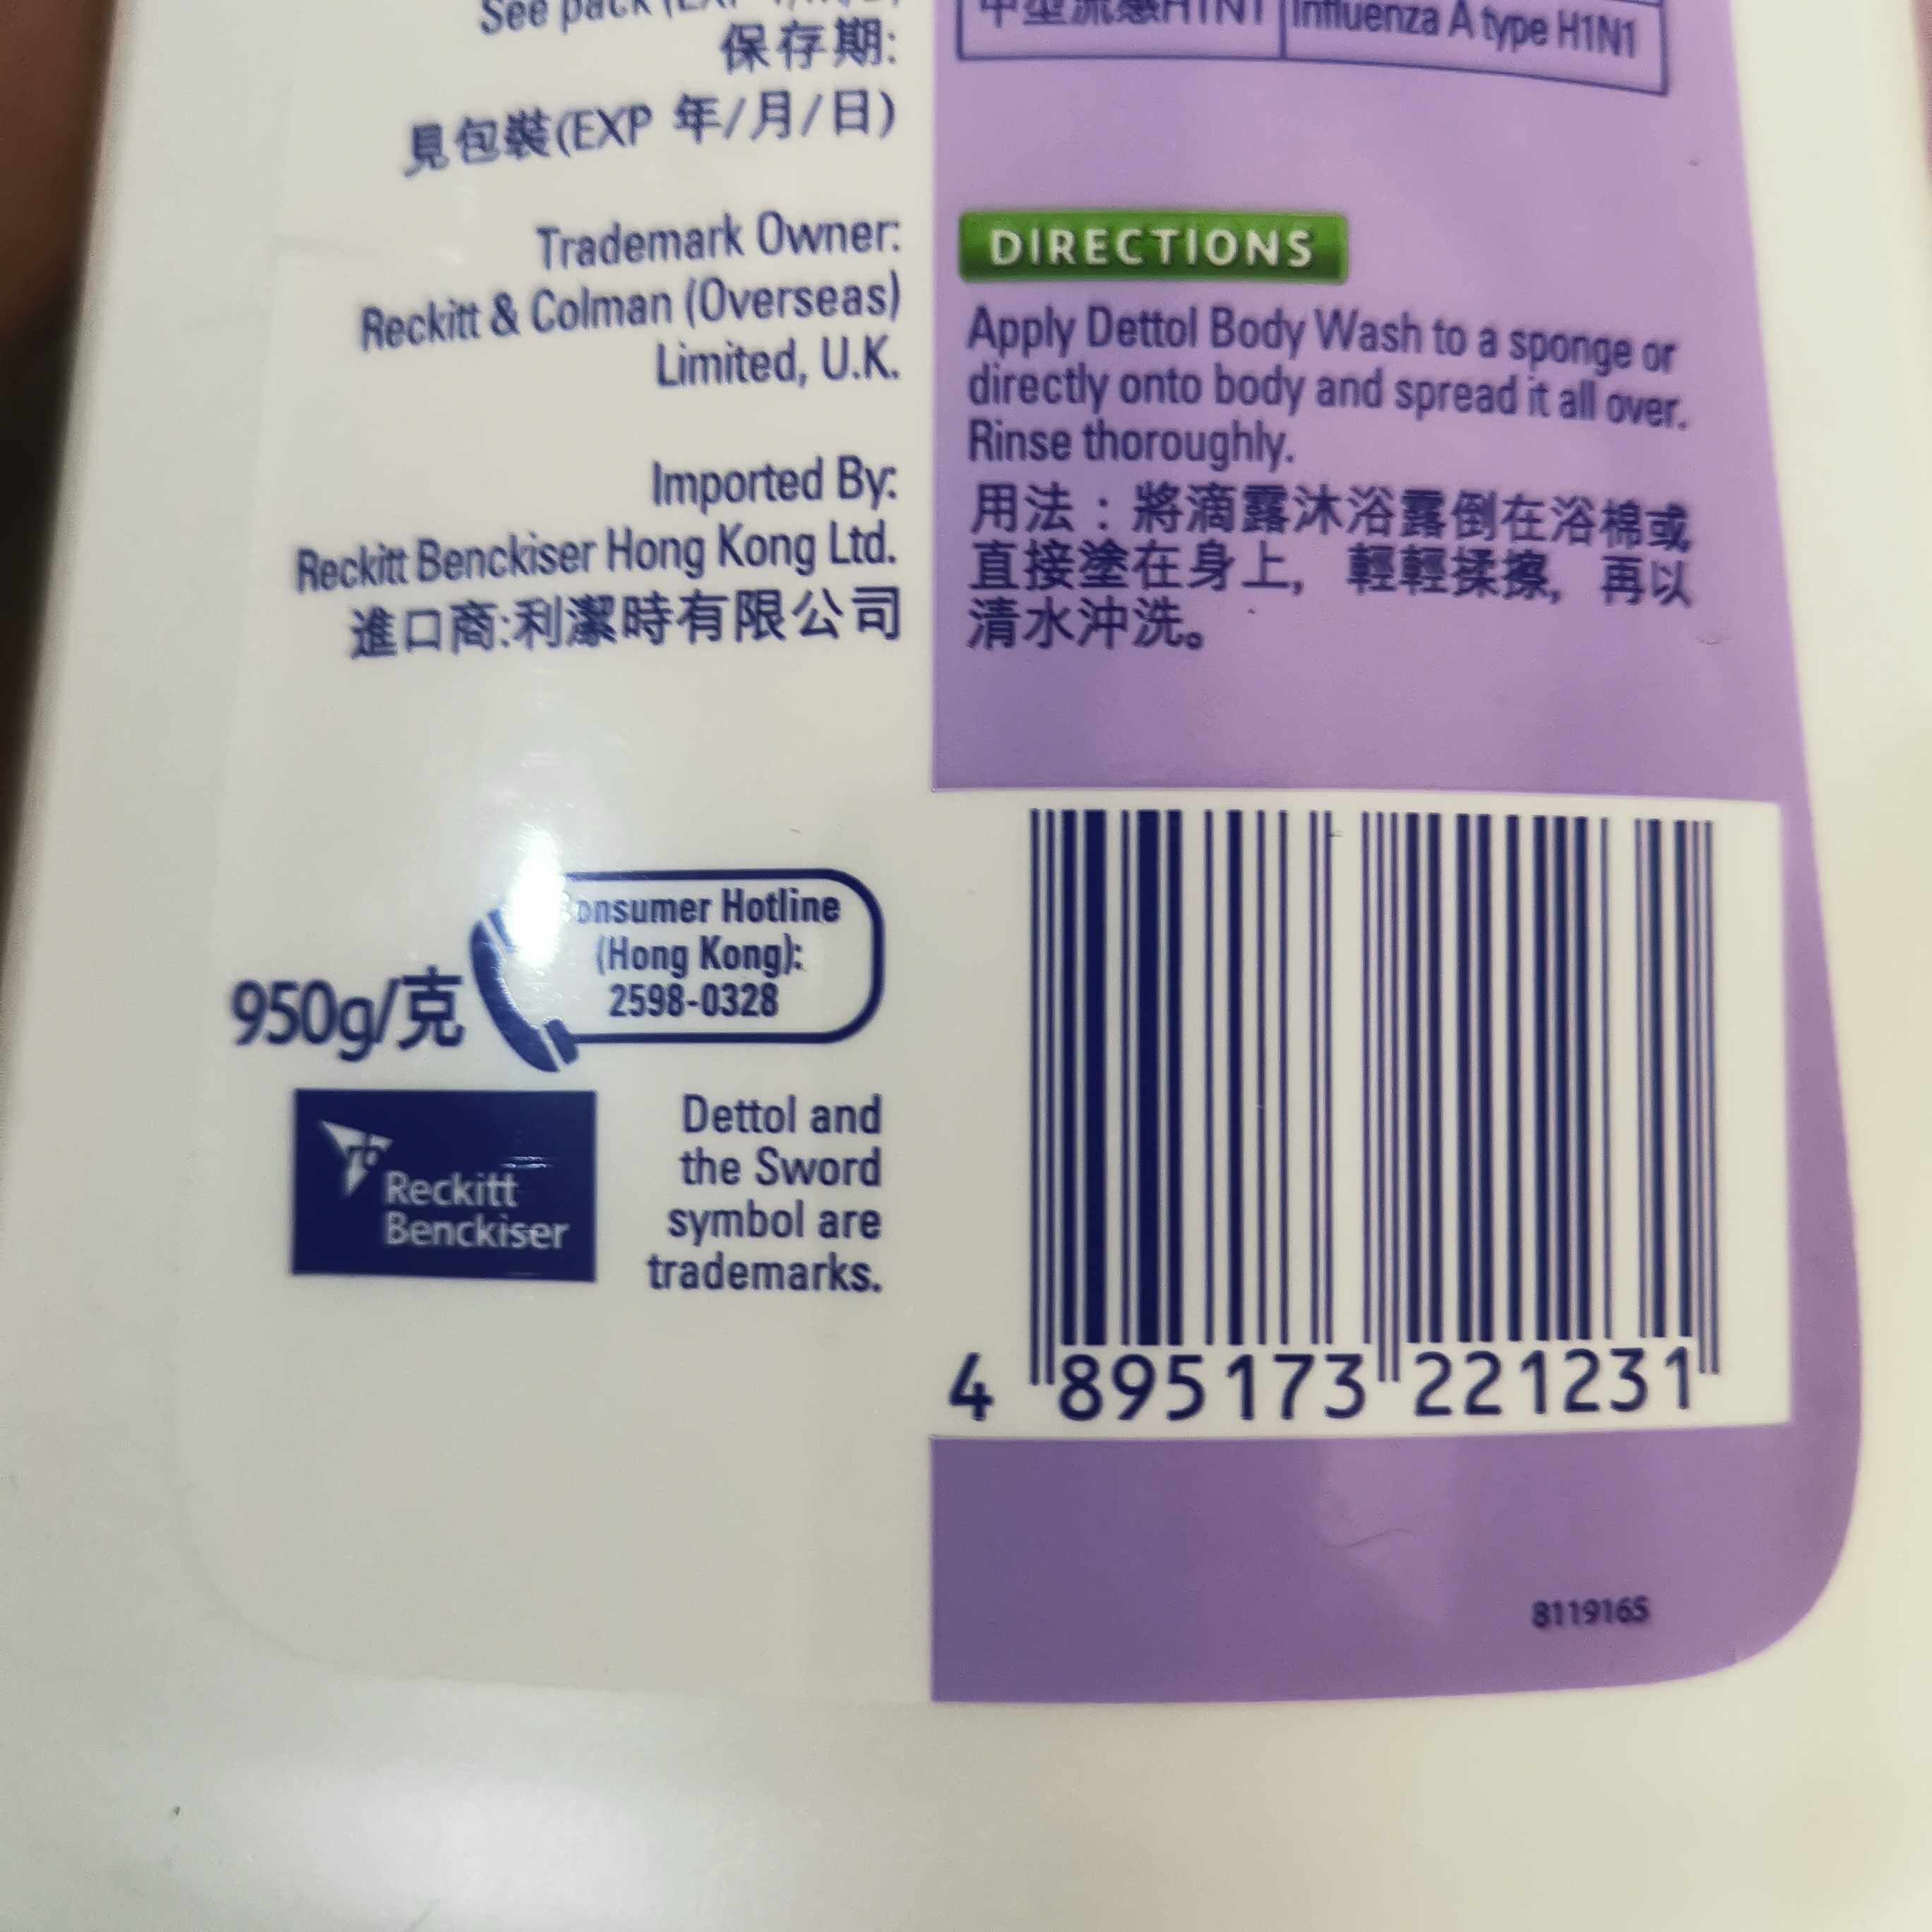 See pack
保存期:
見包裝(EXP 年/月/日)
Trademark Owner:
Reckitt & Colman (Overseas)
Limited, U.K.
Imported By:
Reckitt Benckiser Hong Kong Ltd.
進口商:利潔時有限公司
Consumer Hotline
(Hong Kong):
2598-0328
950g/克
rb
Reckitt
Benckiser
Dettol and
the Sword
symbol are
trademarks.
H1N1 Influenza A type H1N1
DIRECTIONS
Apply Dettol Body Wash to a sponge or
directly onto body and spread it all over.
Rinse thoroughly.
用法：將滴露沐浴露倒在浴棉或
直接塗在身上，輕輕揉擦，再以
清水沖洗。
4 895173 221231
8119165